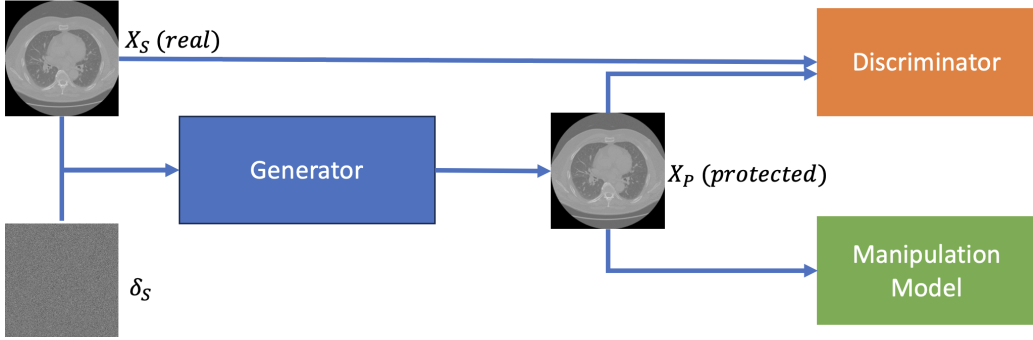 X_S (real)
Discriminator
Generator
X_P (protected)
δ_S
Manipulation
Model